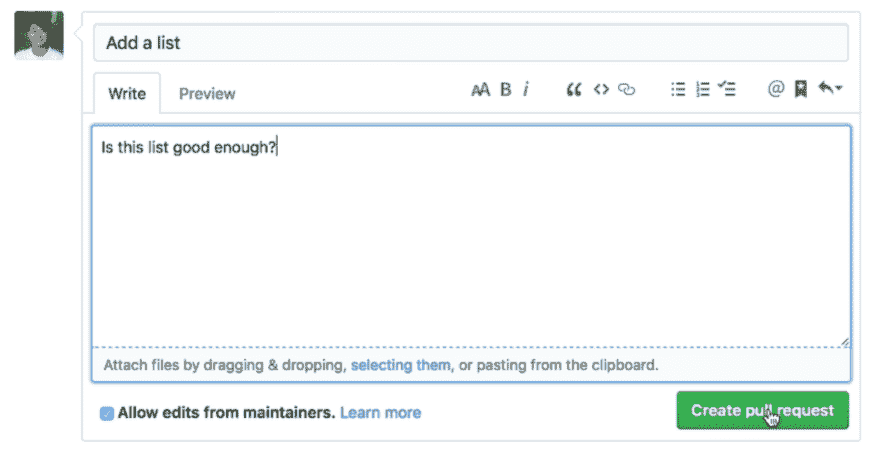 Add a list
Write Preview AA B i @
Is this list good enough?
Attach files by dragging & dropping, selecting them, or pasting from the clipboard.
Allow edits from maintainers. Learn more Create pull request